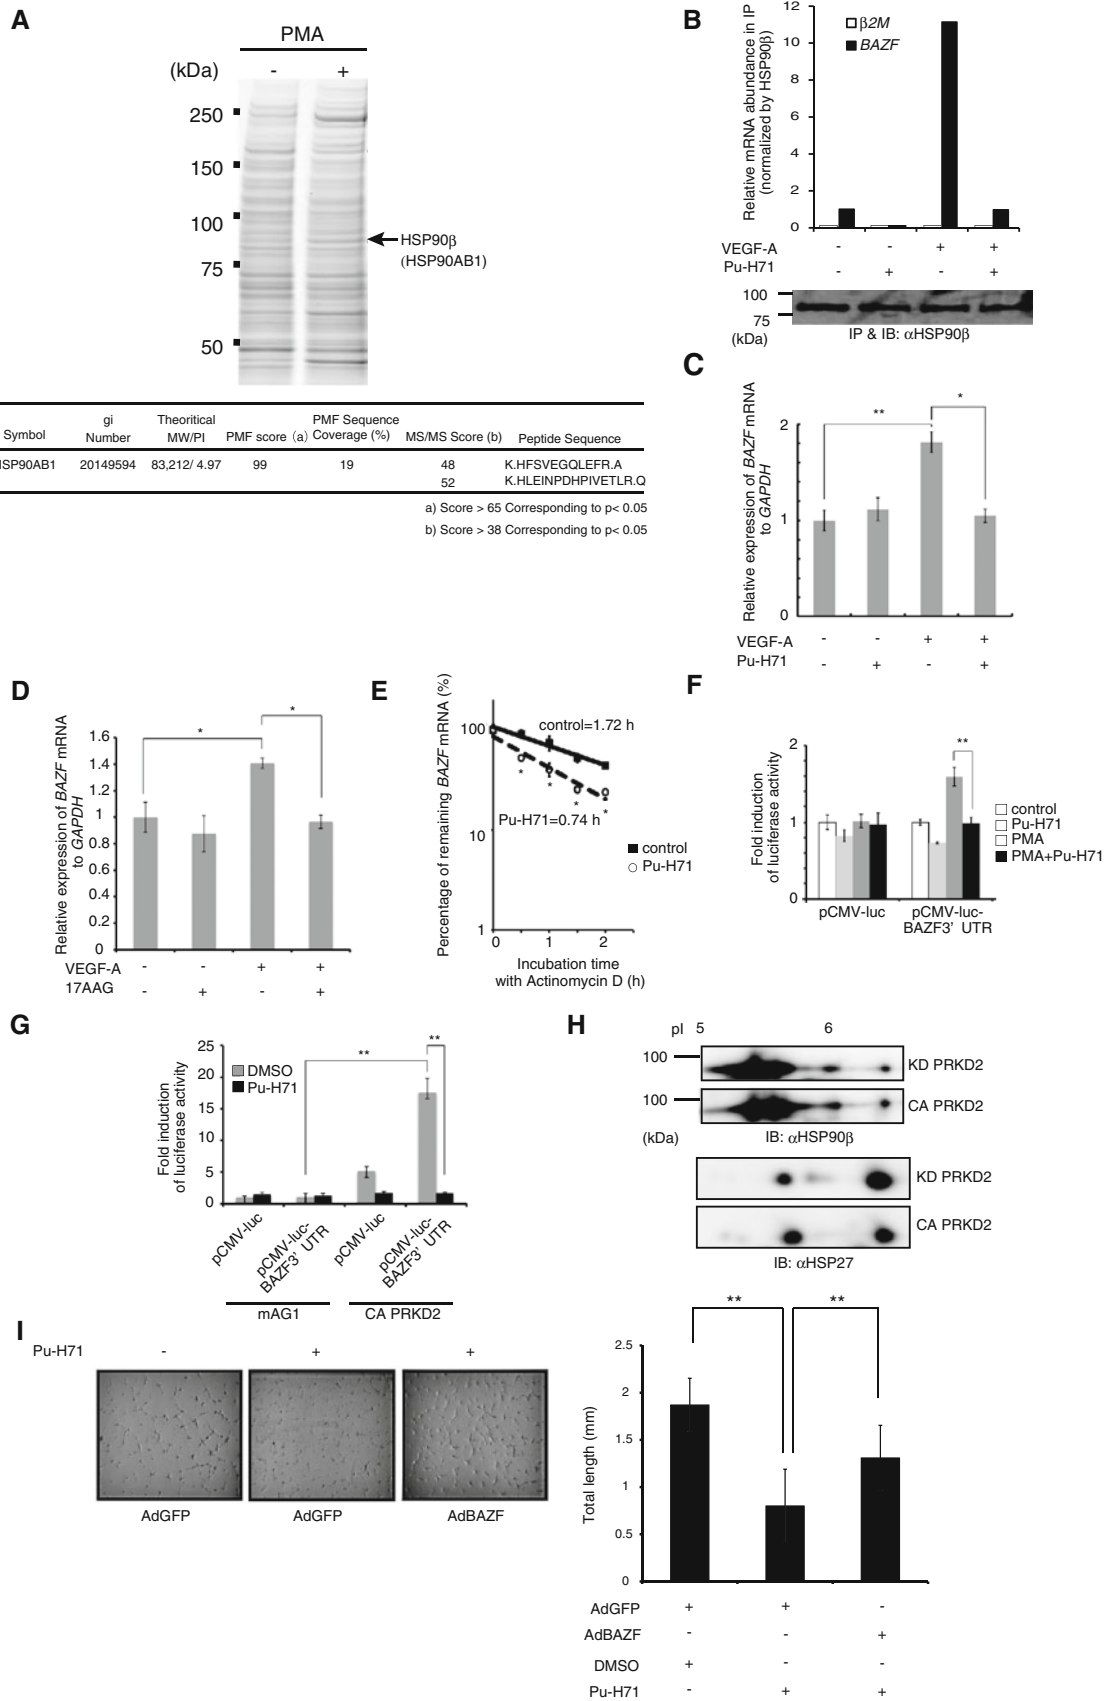 A
PMA
(kDa) - +
250
150
100
75
50
HSP90β
(HSP90AB1)
Symbol gi Number Theoritical MW/PI PMF score (a) PMF Sequence Coverage (%) MS/MS Score (b) Peptide Sequence
HSP90AB1 20149594 83,212/ 4.97 99 19 48 K.HFSVEGQLEFR.A
52 K.HLEINPDHPIVETLR.Q
a) Score > 65 Corresponding to p< 0.05
b) Score > 38 Corresponding to p< 0.05
B
Relative mRNA abundance in IP
(normalized by HSP90β)
12
10
8
6
4
2
0
β2M
BAZF
VEGF-A - - + +
Pu-H71 - + - +
100
75
(kDa)
IP & IB: αHSP90β
C
Relative expression of BAZF mRNA
to GAPDH
2
1
0
**
*
VEGF-A - - + +
Pu-H71 - + - +
D
Relative expression of BAZF mRNA
to GAPDH
1.6
1.4
1.2
1
0.8
0.6
0.4
0.2
0
*
*
VEGF-A - - + +
17AAG - + - +
E
Percentage of remaining BAZF mRNA (%)
100
10
1
control=1.72 h
* * * *
Pu-H71=0.74 h
control
Pu-H71
0 1 2
Incubation time
with Actinomycin D (h)
F
Fold induction
of luciferase activity
2
1
0
**
control
Pu-H71
PMA
PMA+Pu-H71
pCMV-luc
pCMV-luc-
BAZF3' UTR
G
Fold induction
of luciferase activity
25
20
15
10
5
0
DMSO
Pu-H71
**
**
pCMV-luc
pCMV-luc-
BAZF3' UTR
pCMV-luc
pCMV-luc-
BAZF3' UTR
mAG1
CA PRKD2
H
pI 5 6
100
KD PRKD2
100
CA PRKD2
(kDa)
IB: αHSP90β
KD PRKD2
CA PRKD2
IB: αHSP27
I
Pu-H71 - + +
AdGFP AdGFP AdBAZF
Total length (mm)
2.5
2
1.5
1
0.5
0
**
**
AdGFP + + -
AdBAZF - - +
DMSO + - -
Pu-H71 - + +